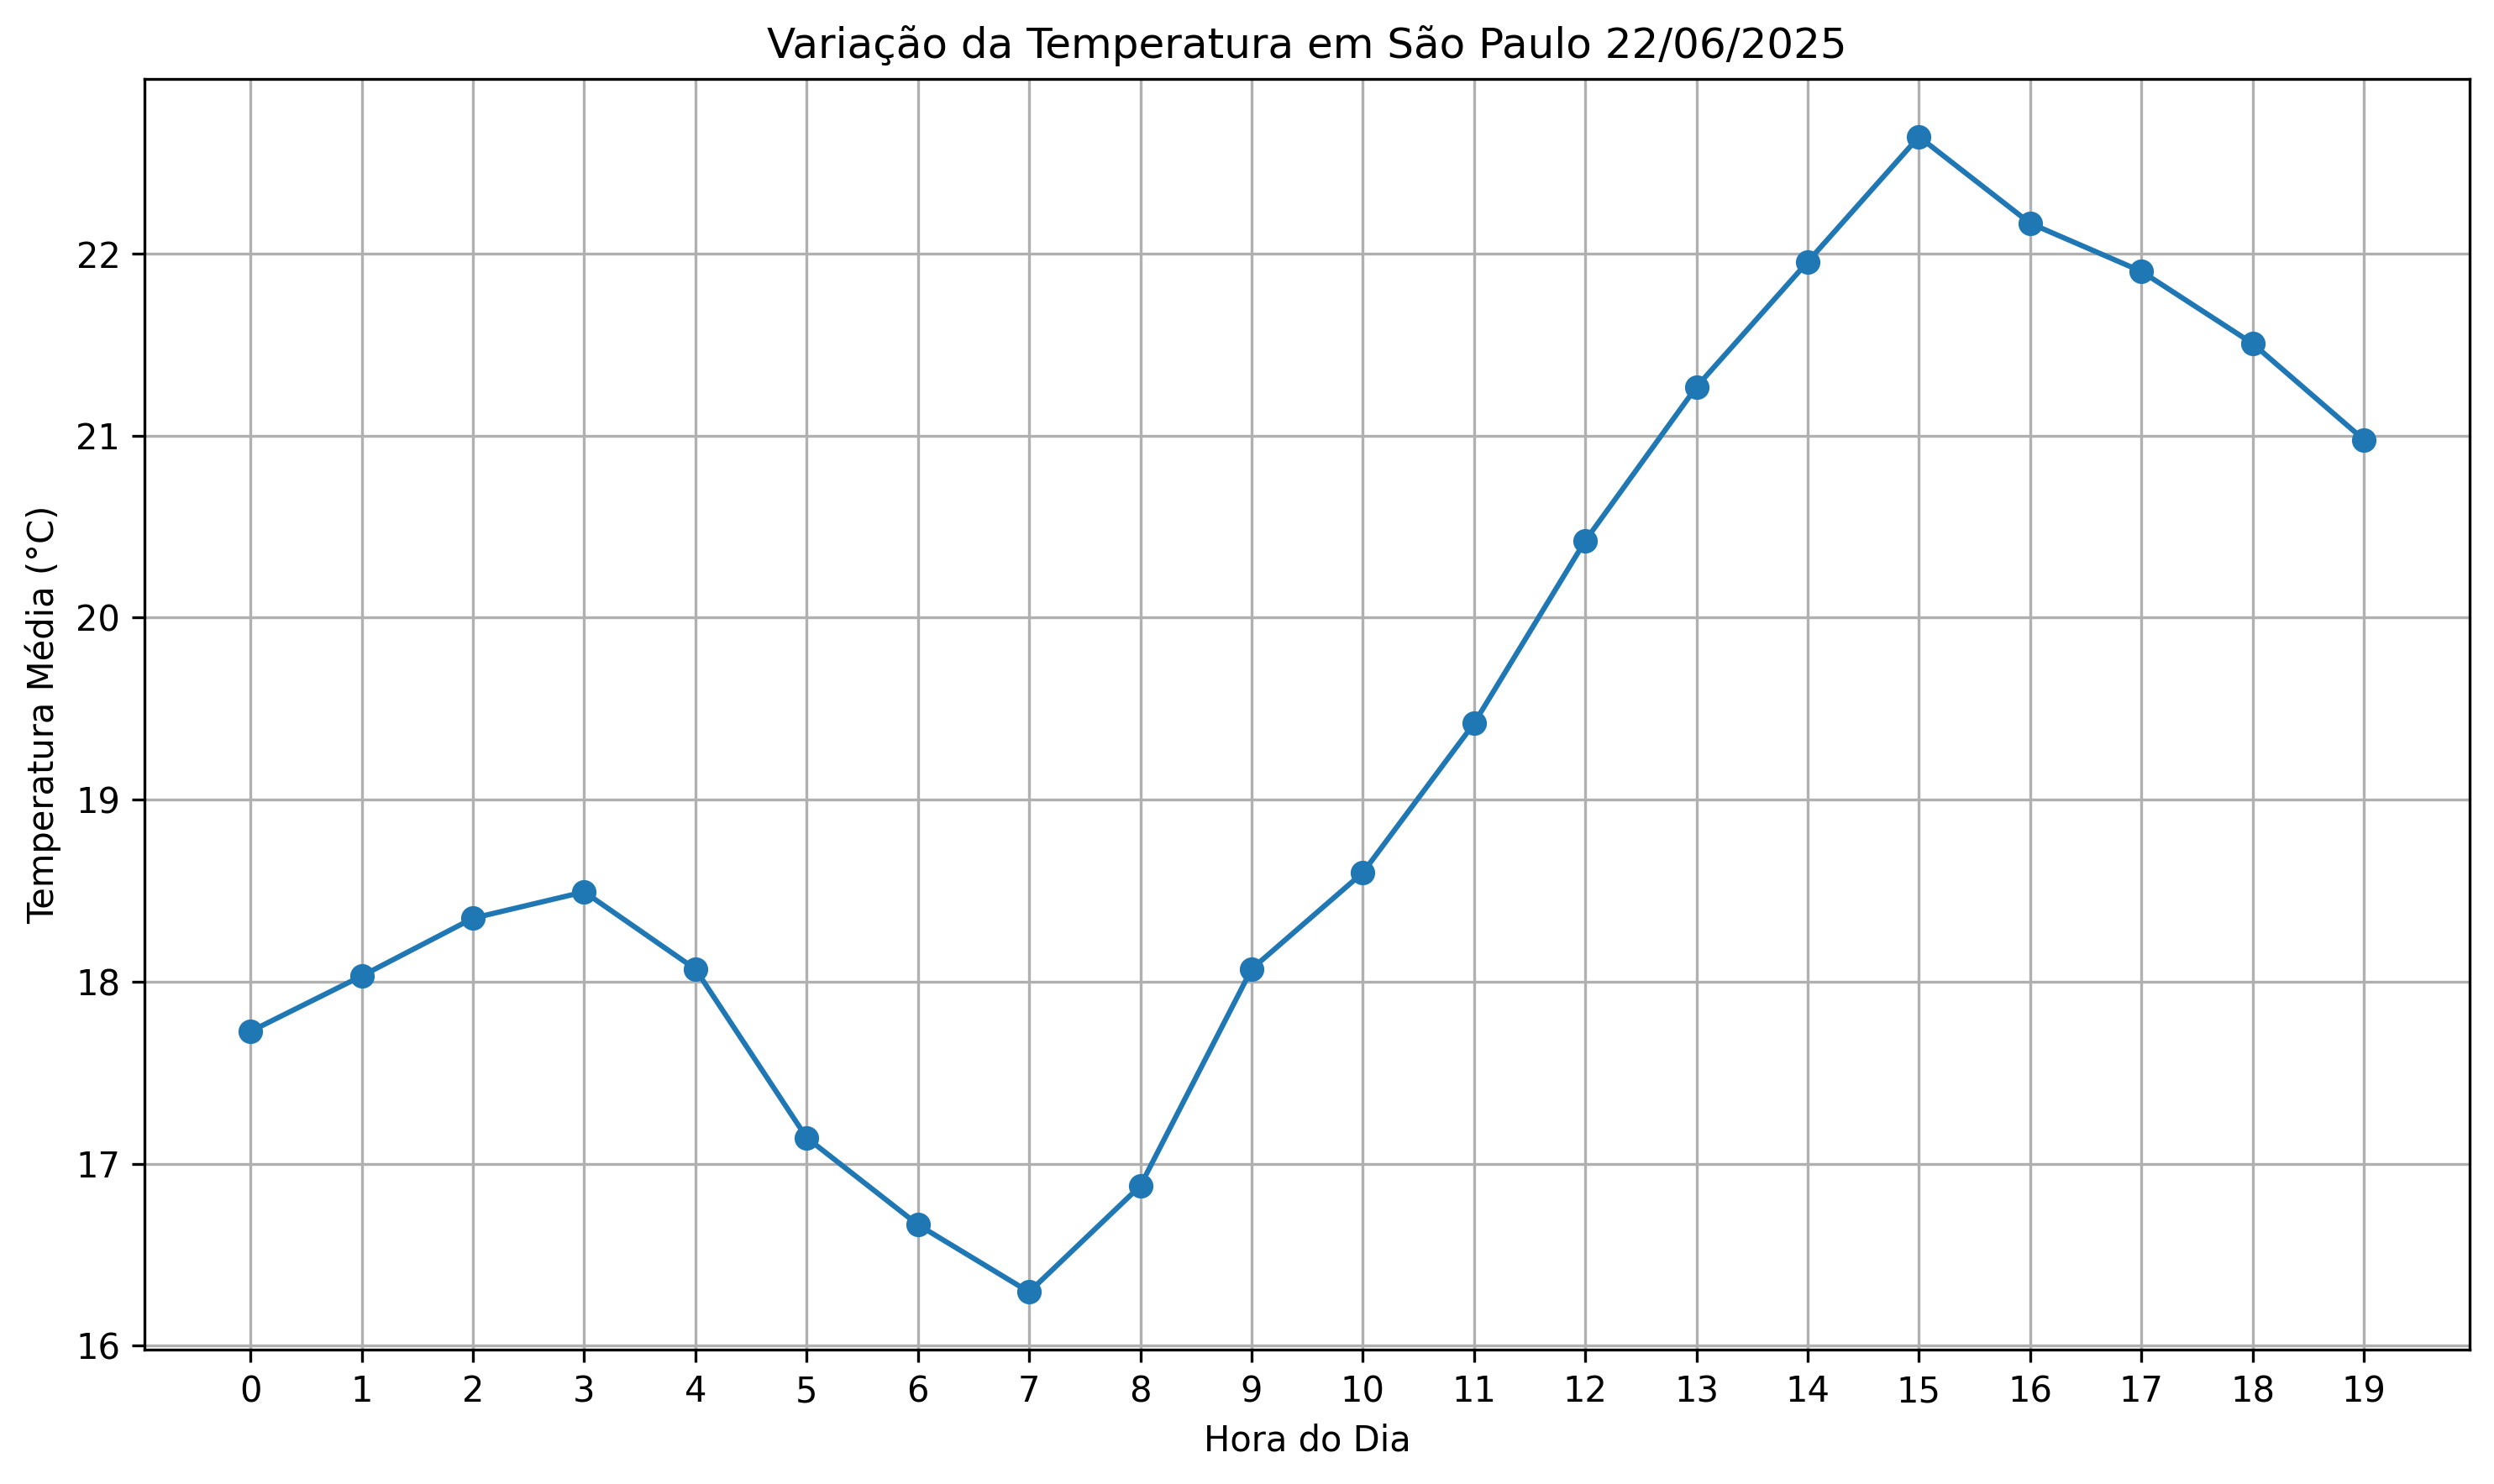 Variação da Temperatura em São Paulo 22/06/2025
Temperatura Média (°C)
22
21
20
19
18
17
16
0 1 2 3 4 5 6 7 8 9 10 11 12 13 14 15 16 17 18 19
Hora do Dia